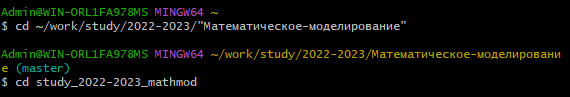 Admin@WIN-ORL1FA978MS MINGW64 ~
$ cd ~/work/study/2022-2023/"Математическое-моделирование"
Admin@WIN-ORL1FA978MS MINGW64 ~/work/study/2022-2023/Математическое-моделировани
е (master)
$ cd study_2022-2023_mathmod